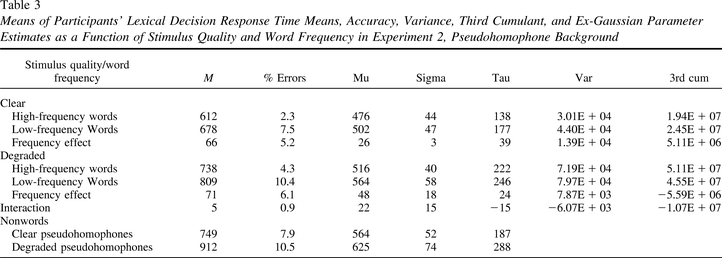 Table 3
Means of Participants' Lexical Decision Response Time Means, Accuracy, Variance, Third Cumulant, and Ex-Gaussian Parameter
Estimates as a Function of Stimulus Quality and Word Frequency in Experiment 2, Pseudohomophone Background
Stimulus quality/word
frequency M % Errors Mu Sigma Tau Var 3rd cum
Clear
High-frequency words 612 2.3 476 44 138 3.01E + 04 1.94E + 07
Low-frequency Words 678 7.5 502 47 177 4.40E + 04 2.45E + 07
Frequency effect 66 5.2 26 3 39 1.39E + 04 5.11E + 06
Degraded
High-frequency words 738 4.3 516 40 222 7.19E + 04 5.11E + 07
Low-frequency Words 809 10.4 564 58 246 7.97E + 04 4.55E + 07
Frequency effect 71 6.1 48 18 24 7.87E + 03 −5.59E + 06
Interaction 5 0.9 22 15 −15 −6.07E + 03 −1.07E + 07
Nonwords
Clear pseudohomophones 749 7.9 564 52 187
Degraded pseudohomophones 912 10.5 625 74 288